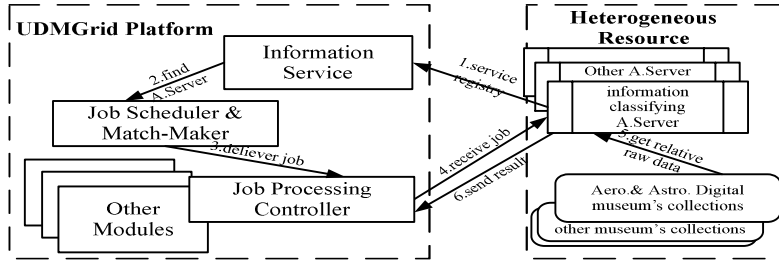 UDMGrid Platform
Heterogeneous
Resource
Information
Service
1.service
registry
2.find
A.Server
Other A.Server
information
classifying
A.Server
Job Scheduler &
Match-Maker
3.deliever job
4.receive job
5.get relative
raw data
6.send result
Job Processing
Controller
Other
Modules
Aero.& Astro. Digital
museum's collections
other museum's collections